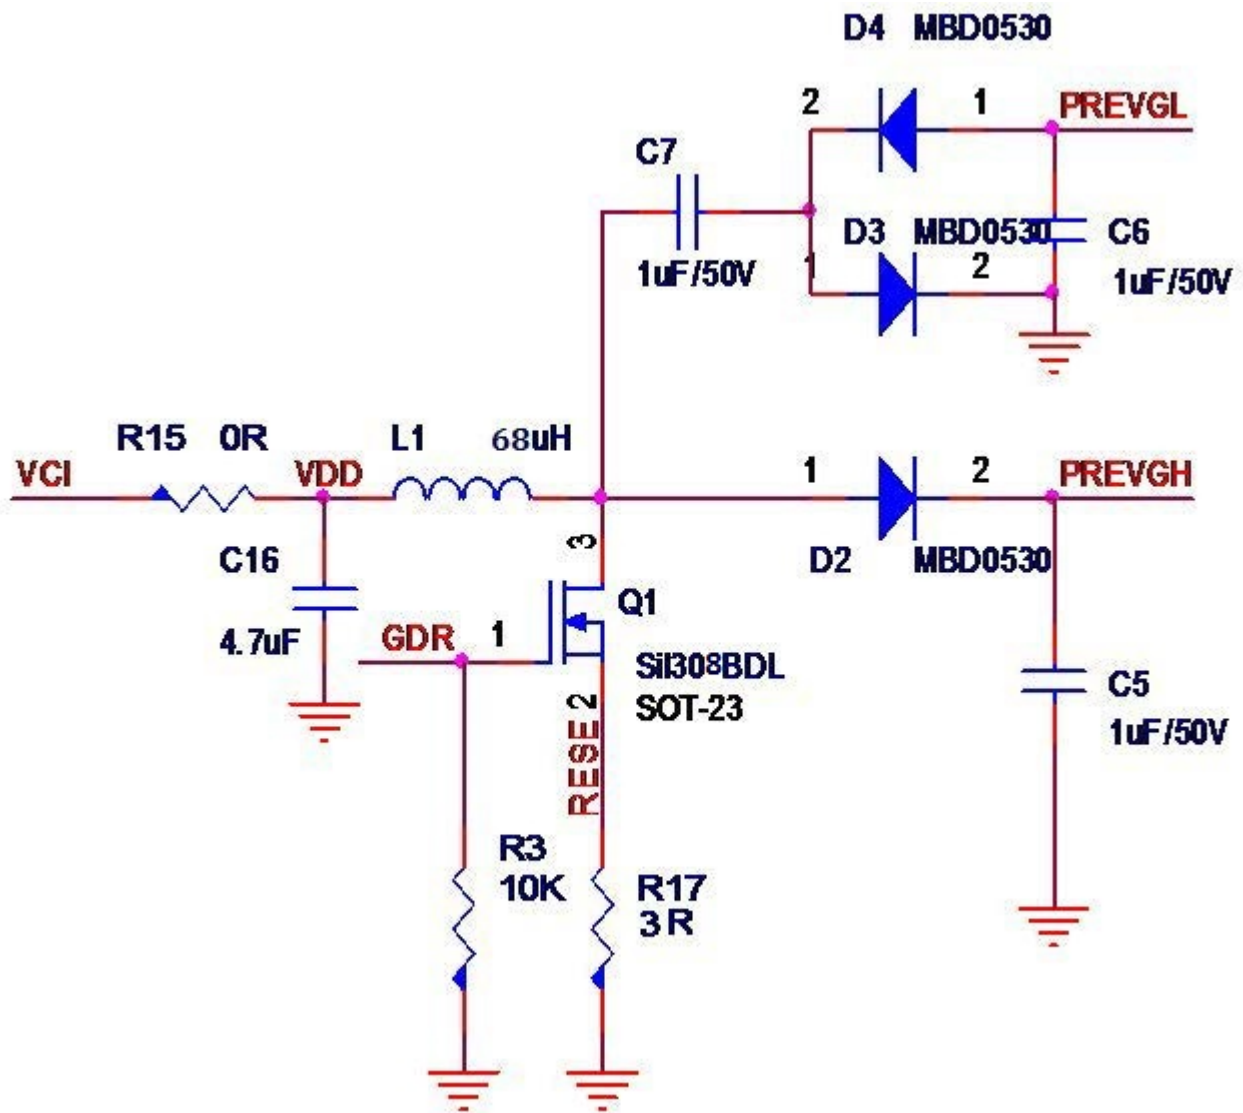 D4 MBD0530
2
1
PREVGL
C7
1uF/50V
D3 MBD0530
1
2
C6
1uF/50V
R15 0R
L1
68uH
VCI
VDD
1
2
PREVGH
D2
MBD0530
C16
4.7uF
3
Q1
GDR
1
Sil308BDL
SOT-23
2
RESE
C5
1uF/50V
R3
10K
R17
3R